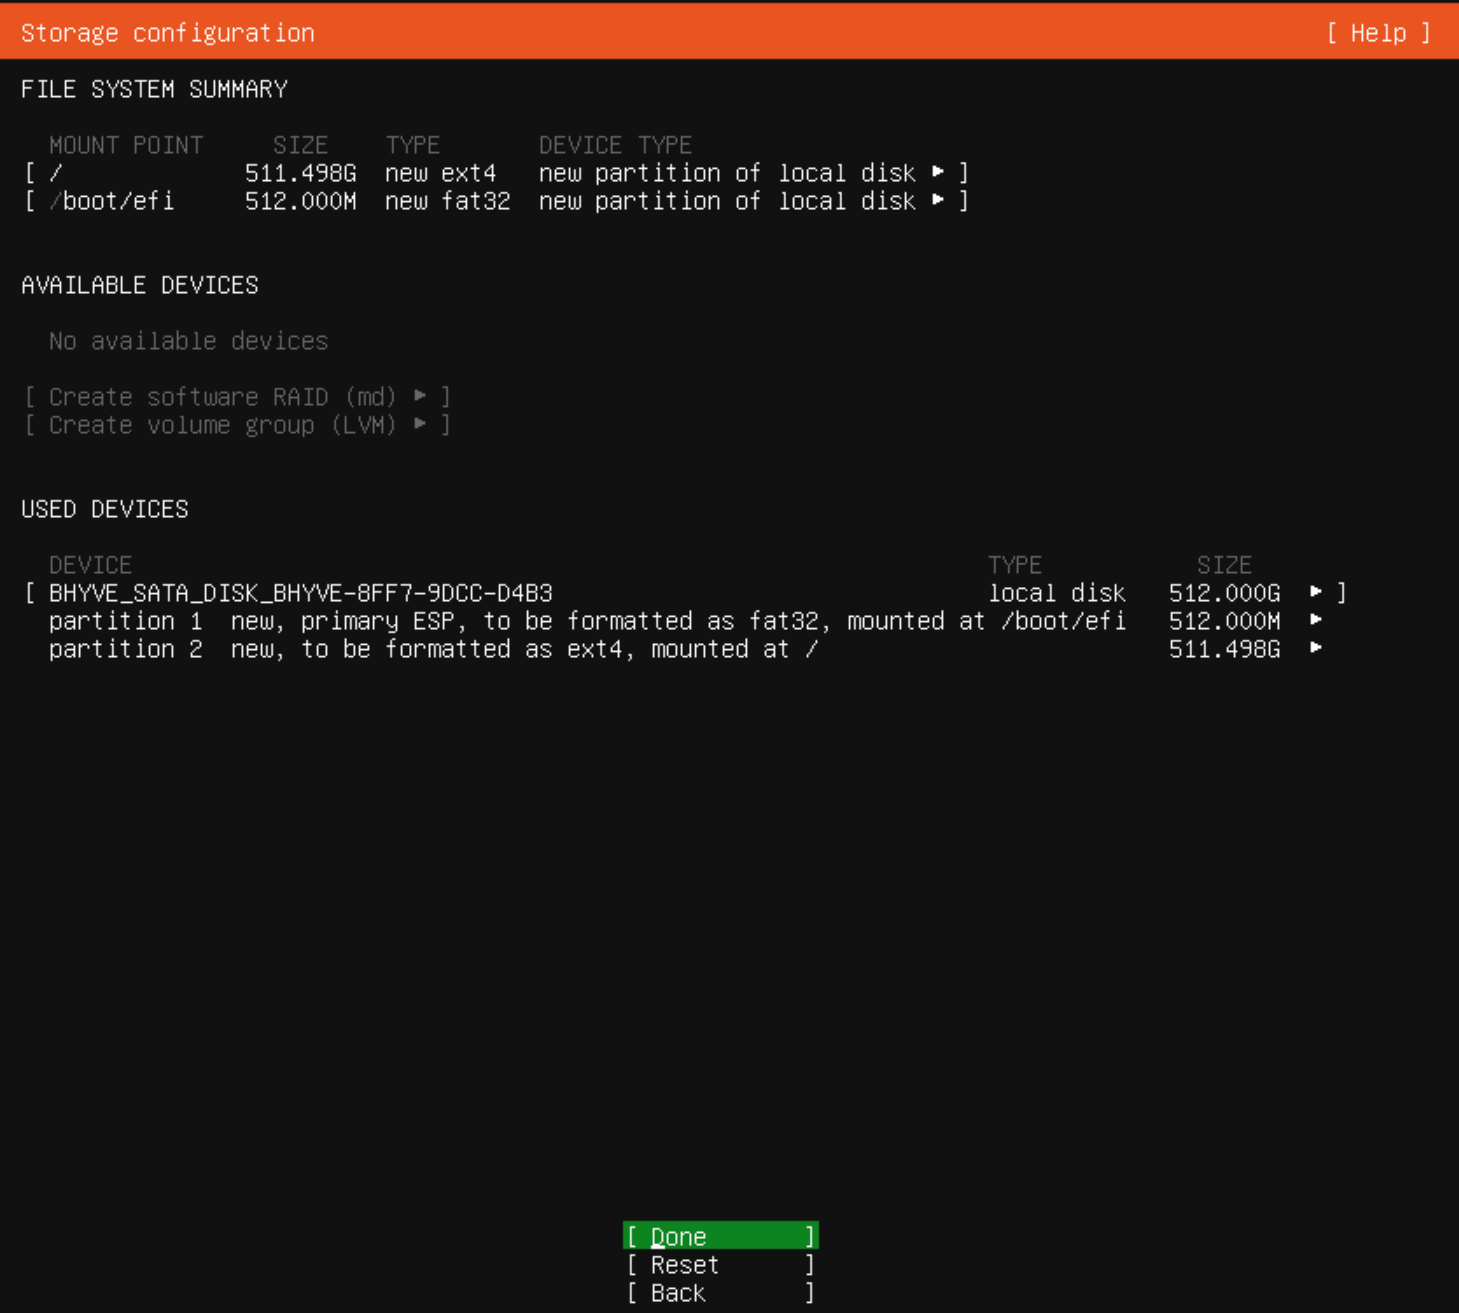 Storage configuration [ Help ]
FILE SYSTEM SUMMARY
MOUNT POINT SIZE TYPE DEVICE TYPE
[ / 511.498G new ext4 new partition of local disk ▸ ]
[ /boot/efi 512.000M new fat32 new partition of local disk ▸ ]
AVAILABLE DEVICES
No available devices
[ Create software RAID (md) ▸ ]
[ Create volume group (LVM) ▸ ]
USED DEVICES
DEVICE TYPE SIZE
[ BHYVE_SATA_DISK_BHYVE-8FF7-9DCC-D4B3 local disk 512.000G ▸ ]
partition 1 new, primary ESP, to be formatted as fat32, mounted at /boot/efi 512.000M ▸
partition 2 new, to be formatted as ext4, mounted at / 511.498G ▸
[ Done ]
[ Reset ]
[ Back ]